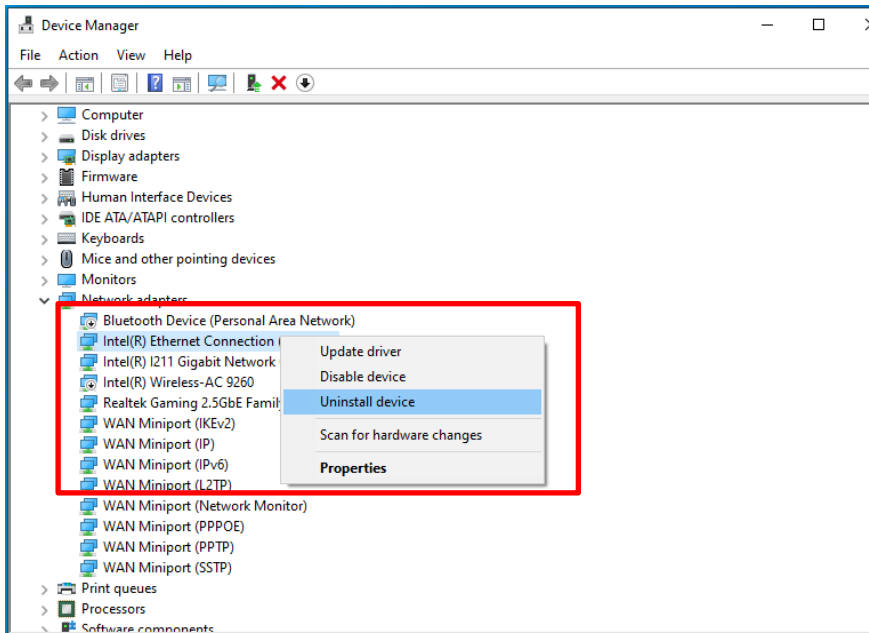 Device Manager
File Action View Help
Computer
Disk drives
Display adapters
Firmware
Human Interface Devices
IDE ATA/ATAPI controllers
Keyboards
Mice and other pointing devices
Monitors
Network adapters
Bluetooth Device (Personal Area Network)
Intel(R) Ethernet Connection
Update driver
Intel(R) I211 Gigabit Network
Disable device
Intel(R) Wireless-AC 9260
Uninstall device
Realtek Gaming 2.5GbE Family
WAN Miniport (IKEv2)
Scan for hardware changes
WAN Miniport (IP)
WAN Miniport (IPv6)
Properties
WAN Miniport (L2TP)
WAN Miniport (Network Monitor)
WAN Miniport (PPPOE)
WAN Miniport (PPTP)
WAN Miniport (SSTP)
Print queues
Processors
Software components